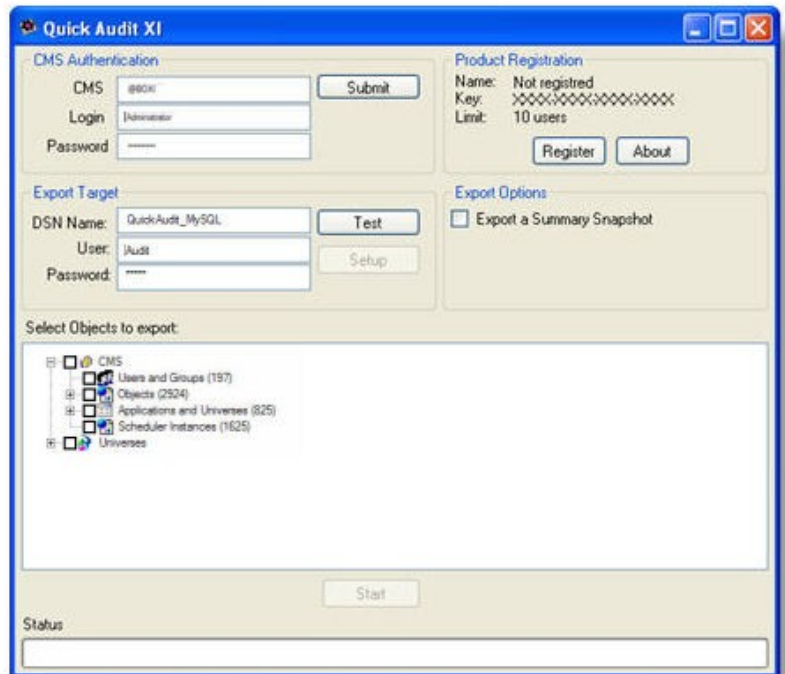 Quick Audit XI
CMS Authentication
CMS @BOXI
Submit
Login Administrator
Password
Product Registration
Name: Not registred
Key: XXXX-XXXX-XXXX-XXXX
Limit: 10 users
Register About
Export Target
DSN Name: QuickAudit_MySQL
Test
User: Audit
Setup
Password:
Export Options
Export a Summary Snapshot
Select Objects to export:
CMS
Users and Groups (197)
Objects (2924)
Applications and Universes (825)
Scheduler Instances (1625)
Universes
Start
Status